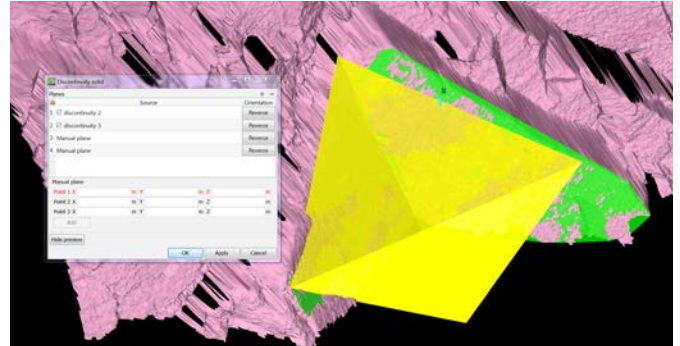 Discontinuity solid
Planes
Source Orientation
1 discontinuity 2 Reverse
2 discontinuity 3 Reverse
3 Manual plane Reverse
4 Manual plane Reverse
Manual plane
Point 1 X m Y m Z m
Point 2 X m Y m Z m
Point 3 X m Y m Z m
Add
Hide preview
OK Apply Cancel